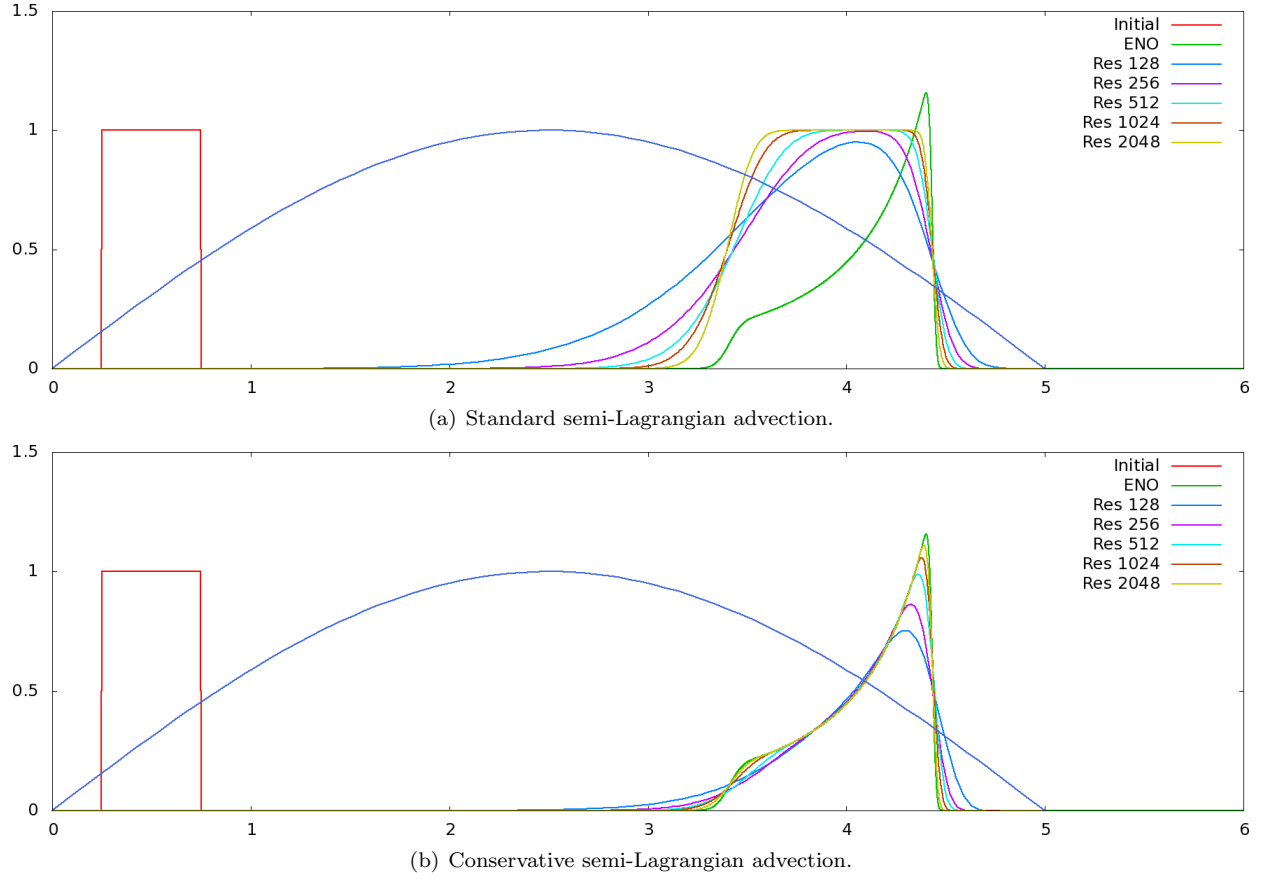 1.5
Initial
ENO
Res 128
Res 256
Res 512
Res 1024
Res 2048
1
0.5
0
0 1 2 3 4 5 6
(a) Standard semi-Lagrangian advection.
1.5
Initial
ENO
Res 128
Res 256
Res 512
Res 1024
Res 2048
1
0.5
0
0 1 2 3 4 5 6
(b) Conservative semi-Lagrangian advection.